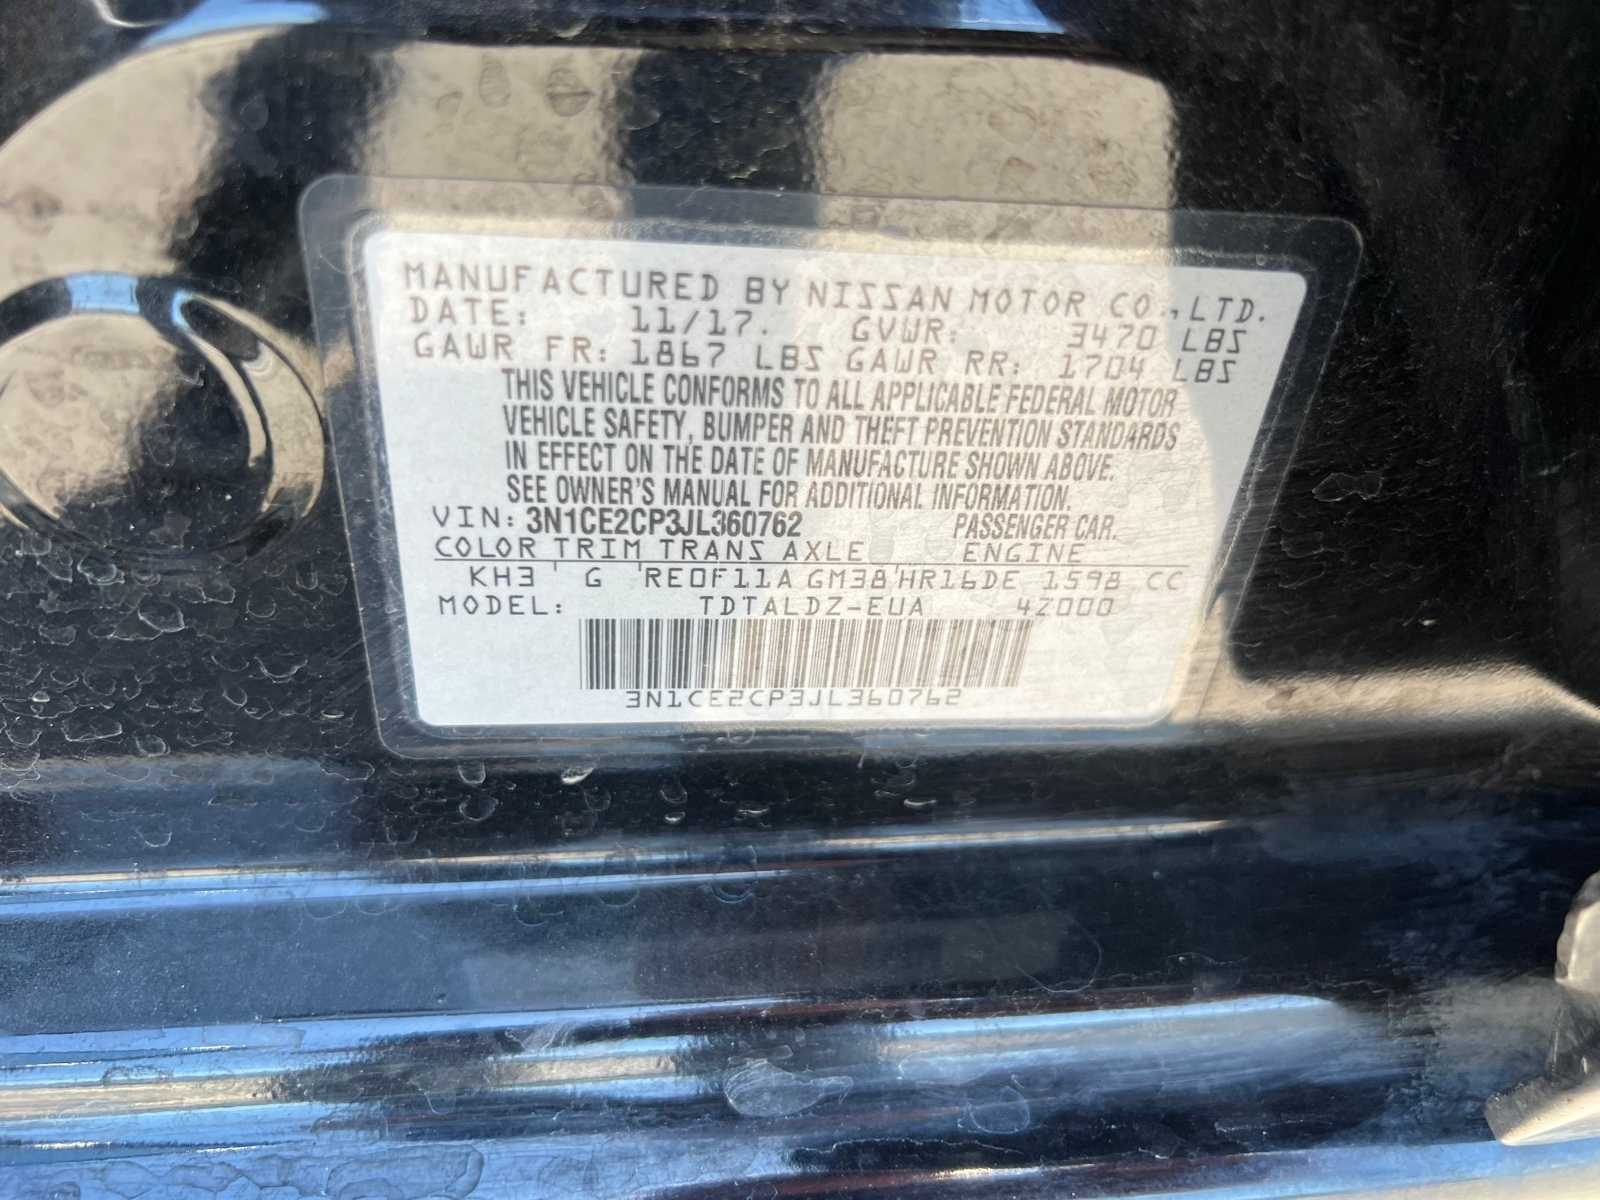 MANUFACTURED BY NISSAN MOTOR CO., LTD.
DATE: 11/17. GVWR: 3470 LBS
GAWR FR: 1867 LBS GAWR RR: 1704 LBS
THIS VEHICLE CONFORMS TO ALL APPLICABLE FEDERAL MOTOR
VEHICLE SAFETY, BUMPER AND THEFT PREVENTION STANDARDS
IN EFFECT ON THE DATE OF MANUFACTURE SHOWN ABOVE.
SEE OWNER'S MANUAL FOR ADDITIONAL INFORMATION.
VIN: 3N1CE2CP3JL360762 PASSENGER CAR.
COLOR TRIM TRANS AXLE ENGINE
KH3 ' G 'RE0F11A GM38'HR16DE 1598 CC
MODEL: TDTALDZ-EUA 4Z000
3N1CE2CP3JL360762